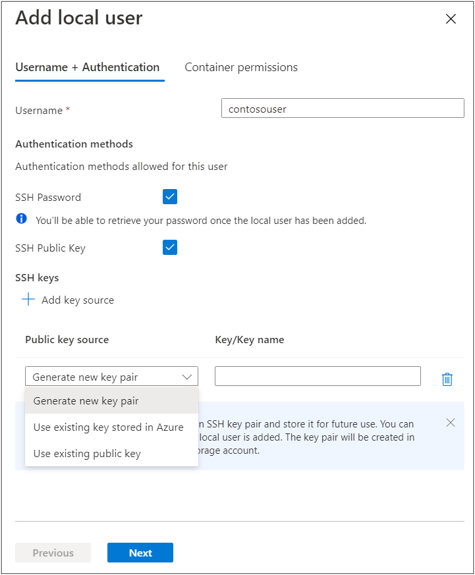 Add local user
Username + Authentication Container permissions
Username * contosouser
Authentication methods
Authentication methods allowed for this user
SSH Password
You'll be able to retrieve your password once the local user has been added.
SSH Public Key
SSH keys
Add key source
Public key source Key/Key name
Generate new key pair
Generate new key pair
Use existing key stored in Azure
Use existing public key
n SSH key pair and store it for future use. You can
local user is added. The key pair will be created in
rage account.
Previous Next